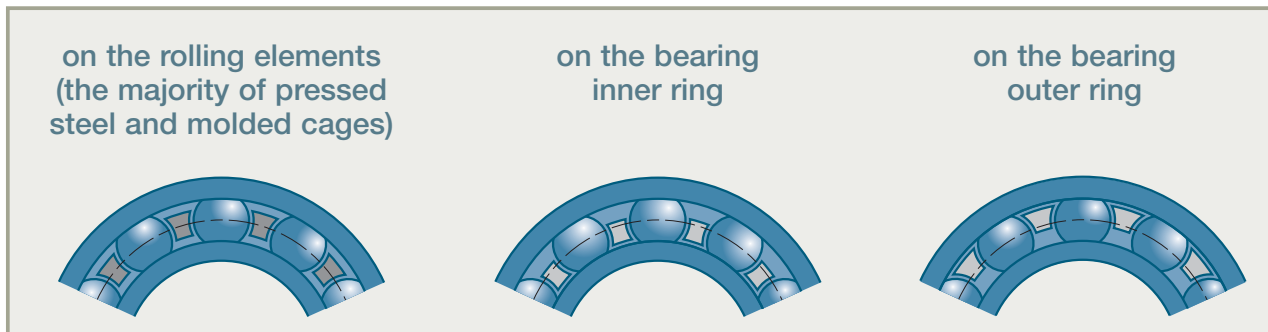 on the rolling elements
(the majority of pressed
steel and molded cages)
on the bearing
inner ring
on the bearing
outer ring